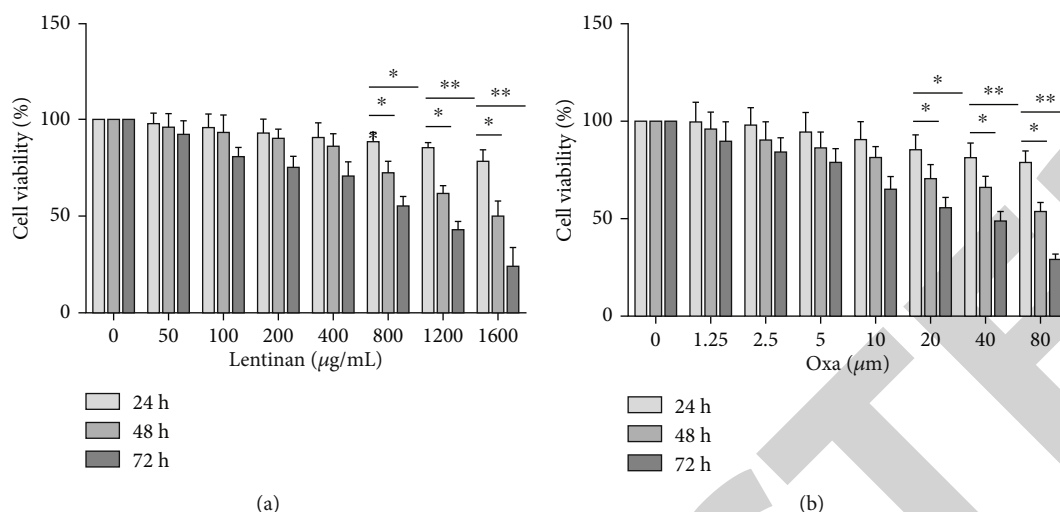 150
100
50
0
Cell viability (%)
* ** **
* * *
*
0 50 100 200 400 800 1200 1600
Lentinan (μg/mL)
24 h
48 h
72 h
(a)
150
100
50
0
Cell viability (%)
* ** **
* * *
0 1.25 2.5 5 10 20 40 80
Oxa (μm)
24 h
48 h
72 h
(b)